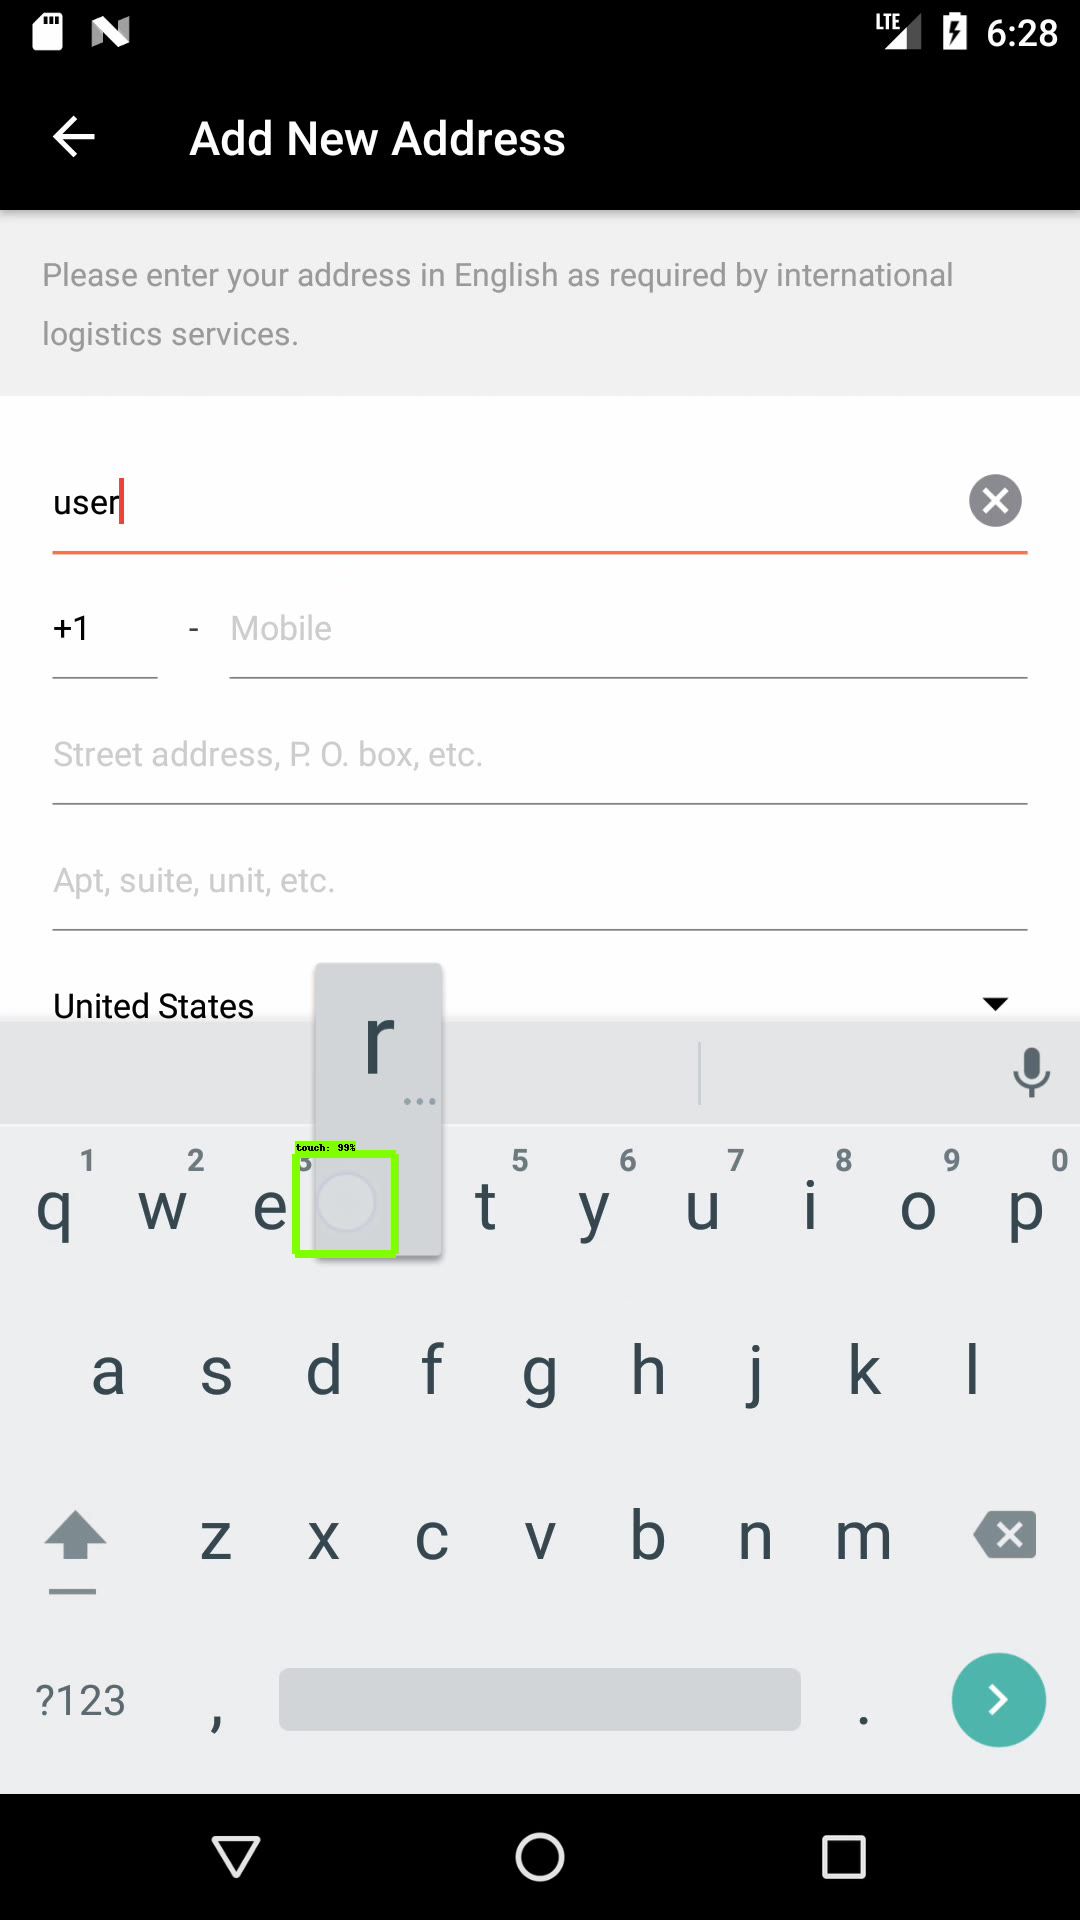 LTE 6:28
Add New Address
Please enter your address in English as required by international
logistics services.
user
+1 - Mobile
Street address, P. O. box, etc.
Apt, suite, unit, etc.
United States
r
...
touch: 99%
1 2 3 5 6 7 8 9 0
q w e t y u i o p
a s d f g h j k l
z x c v b n m
?123 , .